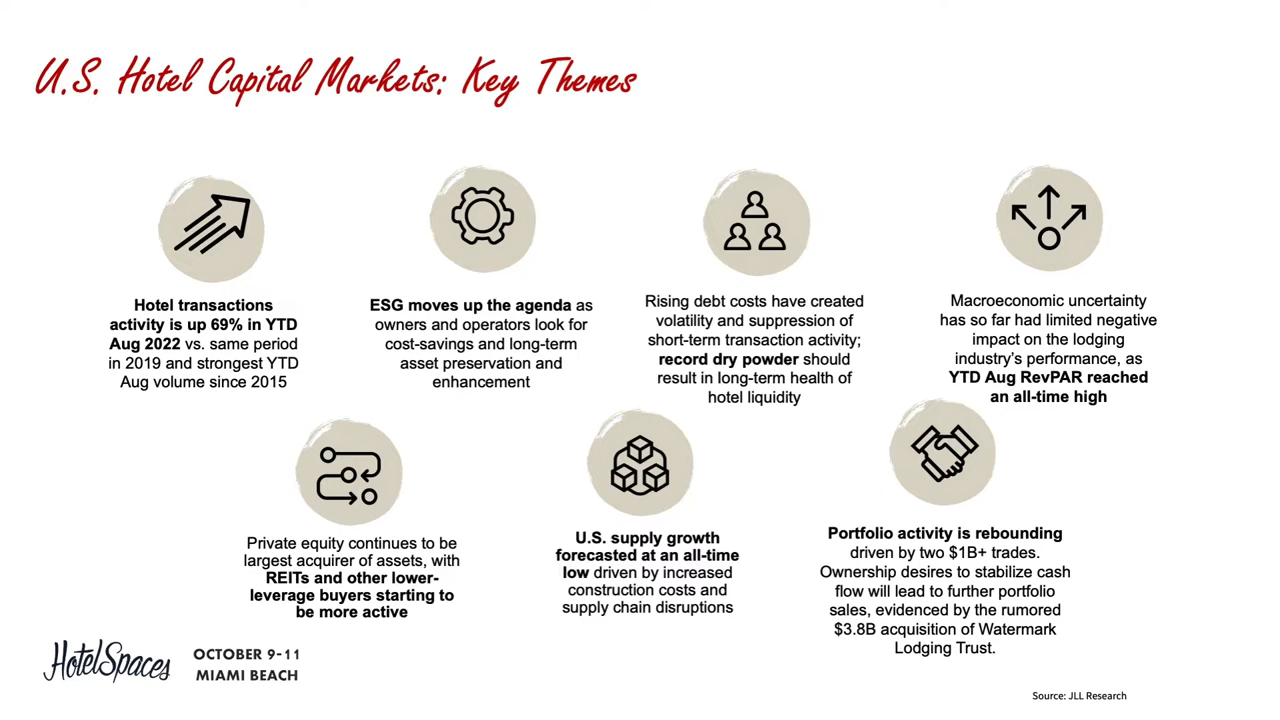 U.S. Hotel Capital Markets: Key Themes
Hotel transactions
activity is up 69% in YTD
Aug 2022 vs. same period
in 2019 and strongest YTD
Aug volume since 2015
ESG moves up the agenda as
owners and operators look for
cost-savings and long-term
asset preservation and
enhancement
Rising debt costs have created
volatility and suppression of
short-term transaction activity;
record dry powder should
result in long-term health of
hotel liquidity
Macroeconomic uncertainty
has so far had limited negative
impact on the lodging
industry's performance, as
YTD Aug RevPAR reached
an all-time high
Private equity continues to be
largest acquirer of assets, with
REITs and other lower-
leverage buyers starting to
be more active
U.S. supply growth
forecasted at an all-time
low driven by increased
construction costs and
supply chain disruptions
Portfolio activity is rebounding
driven by two $1B+ trades.
Ownership desires to stabilize cash
flow will lead to further portfolio
sales, evidenced by the rumored
$3.8B acquisition of Watermark
Lodging Trust.
HotelSpaces
OCTOBER 9-11
MIAMI BEACH
Source: JLL Research